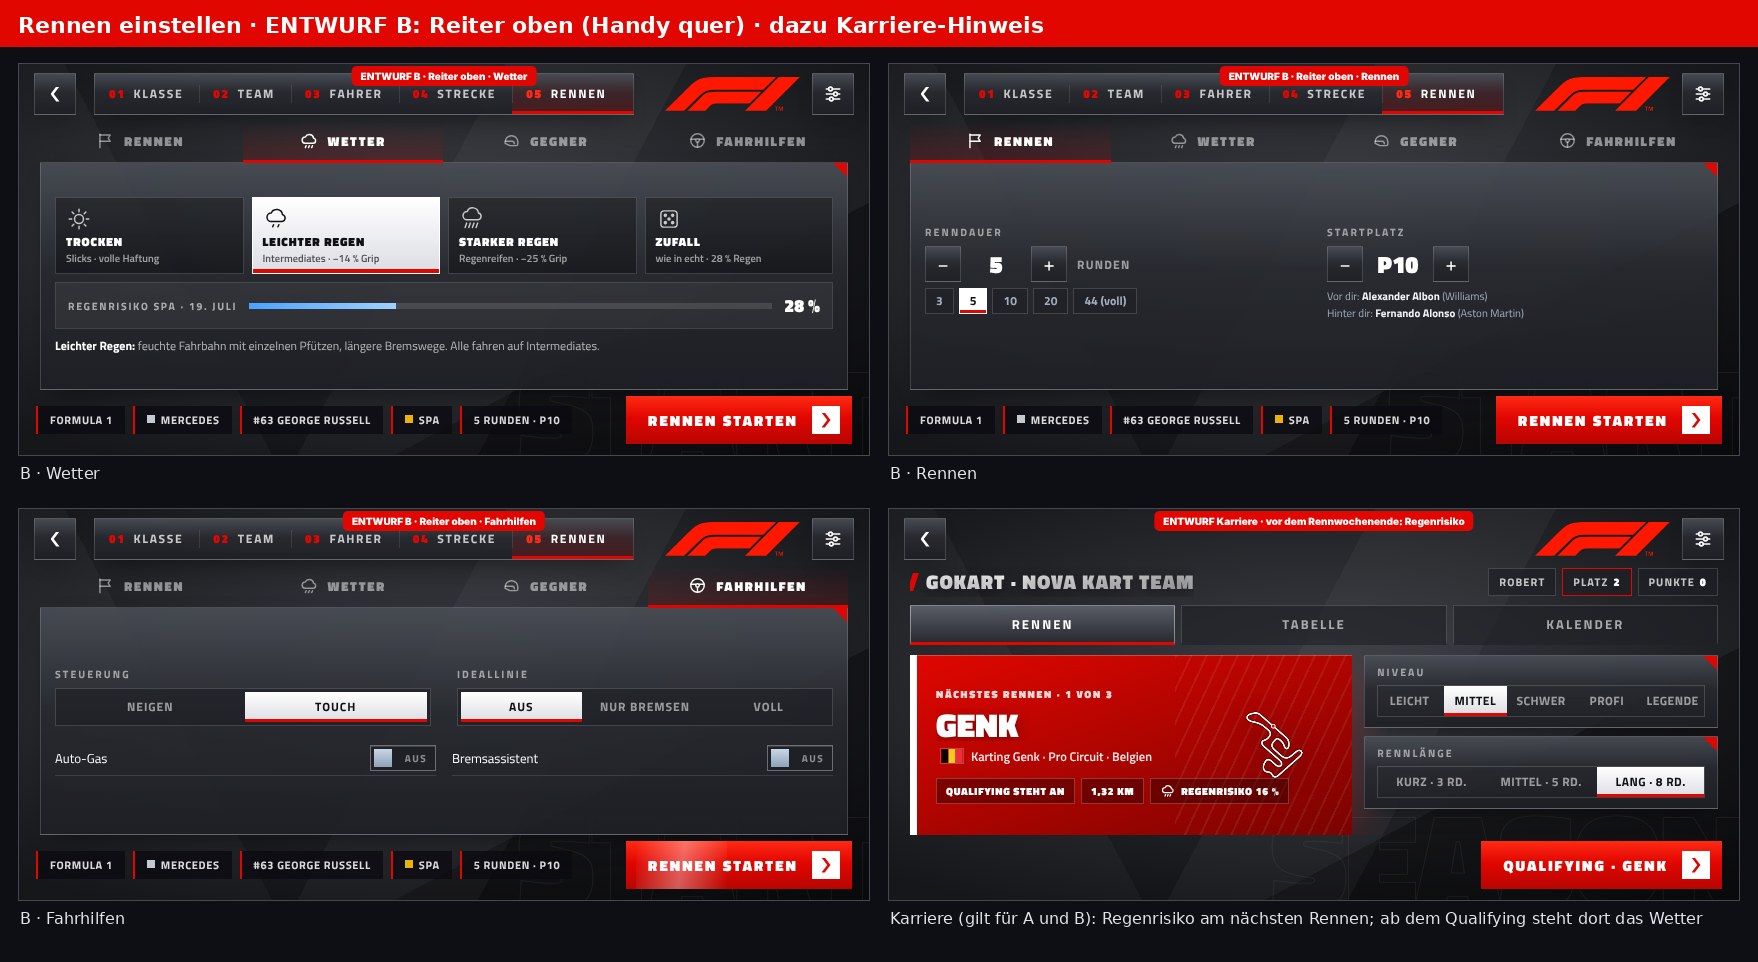 Rennen einstellen · ENTWURF B: Reiter oben (Handy quer) · dazu Karriere-Hinweis
ENTWURF B · Reiter oben · Wetter
01 KLASSE 02 TEAM 03 FAHRER 04 STRECKE 05 RENNEN
RENNEN WETTER GEGNER FAHRHILFEN
TROCKEN
Slicks · volle Haftung
LEICHTER REGEN
Intermediates · −14 % Grip
STARKER REGEN
Regenreifen · −25 % Grip
ZUFALL
wie in echt · 28 % Regen
REGENRISIKO SPA · 19. JULI 28 %
Leichter Regen: feuchte Fahrbahn mit einzelnen Pfützen, längere Bremswege. Alle fahren auf Intermediates.
FORMULA 1 MERCEDES #63 GEORGE RUSSELL SPA 5 RUNDEN · P10
RENNEN STARTEN
B · Wetter
ENTWURF B · Reiter oben · Rennen
01 KLASSE 02 TEAM 03 FAHRER 04 STRECKE 05 RENNEN
RENNEN WETTER GEGNER FAHRHILFEN
RENNDAUER
− 5 + RUNDEN
3 5 10 20 44 (voll)
STARTPLATZ
− P10 +
Vor dir: Alexander Albon (Williams)
Hinter dir: Fernando Alonso (Aston Martin)
FORMULA 1 MERCEDES #63 GEORGE RUSSELL SPA 5 RUNDEN · P10
RENNEN STARTEN
B · Rennen
ENTWURF B · Reiter oben · Fahrhilfen
01 KLASSE 02 TEAM 03 FAHRER 04 STRECKE 05 RENNEN
RENNEN WETTER GEGNER FAHRHILFEN
STEUERUNG
NEIGEN TOUCH
IDEALLINIE
AUS NUR BREMSEN VOLL
Auto-Gas AUS
Bremsassistent AUS
FORMULA 1 MERCEDES #63 GEORGE RUSSELL SPA 5 RUNDEN · P10
RENNEN STARTEN
B · Fahrhilfen
ENTWURF Karriere · vor dem Rennwochenende: Regenrisiko
GOKART · NOVA KART TEAM
ROBERT PLATZ 2 PUNKTE 0
RENNEN TABELLE KALENDER
NÄCHSTES RENNEN · 1 VON 3
GENK
Karting Genk · Pro Circuit · Belgien
QUALIFYING STEHT AN 1,32 KM REGENRISIKO 16 %
NIVEAU
LEICHT MITTEL SCHWER PROFI LEGENDE
RENNLÄNGE
KURZ · 3 RD. MITTEL · 5 RD. LANG · 8 RD.
SEASON
QUALIFYING · GENK
Karriere (gilt für A und B): Regenrisiko am nächsten Rennen; ab dem Qualifying steht dort das Wetter